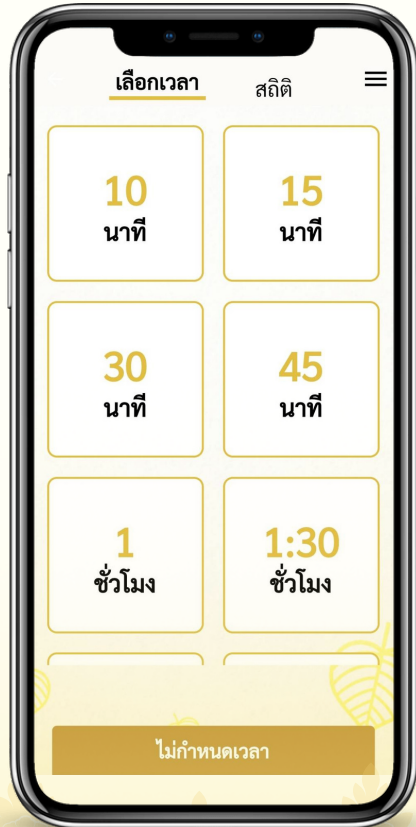 เลือกเวลา
สถิติ
10
นาที
15
นาที
30
นาที
45
นาที
1
ชั่วโมง
1:30
ชั่วโมง
ไม่กำหนดเวลา